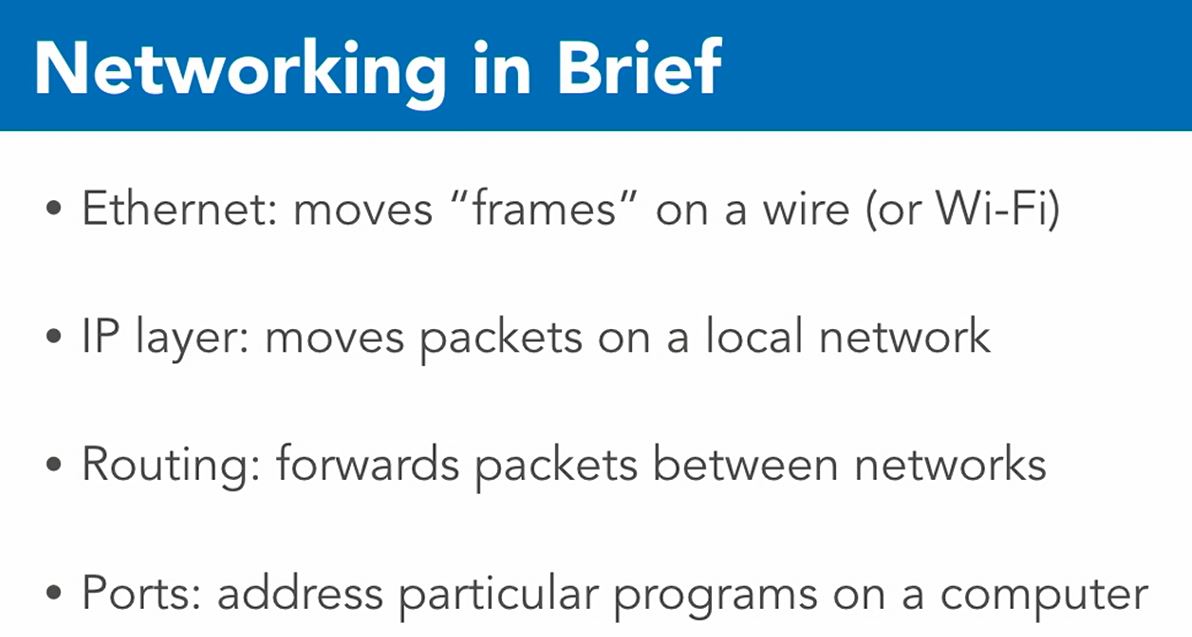 Networking in Brief
• Ethernet: moves “frames” on a wire (or Wi-Fi)
• IP layer: moves packets on a local network
• Routing: forwards packets between networks
• Ports: address particular programs on a computer